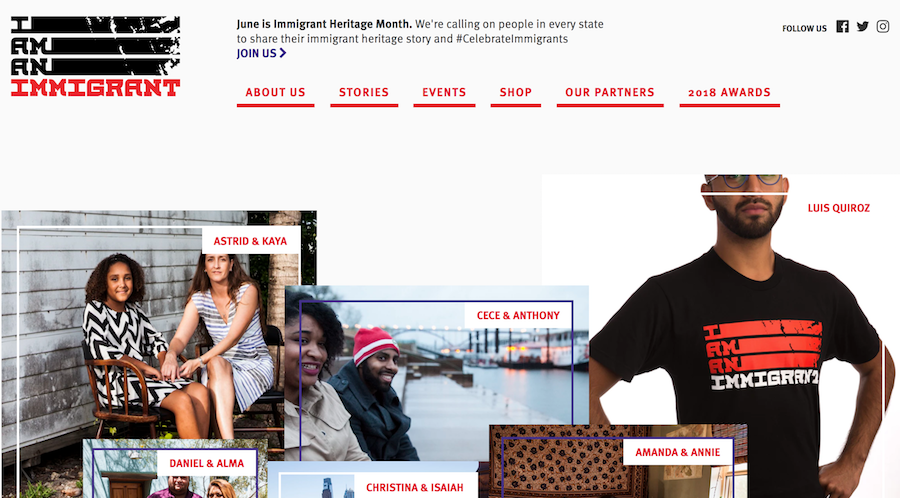 I
AM
AN
IMMIGRANT
June is Immigrant Heritage Month. We're calling on people in every state
to share their immigrant heritage story and #CelebrateImmigrants
JOIN US
FOLLOW US
ABOUT US
STORIES
EVENTS
SHOP
OUR PARTNERS
2018 AWARDS
LUIS QUIROZ
ASTRID & KAYA
CECE & ANTHONY
I
AM
AN
IMMIGRANT
AMANDA & ANNIE
DANIEL & ALMA
CHRISTINA & ISAIAH